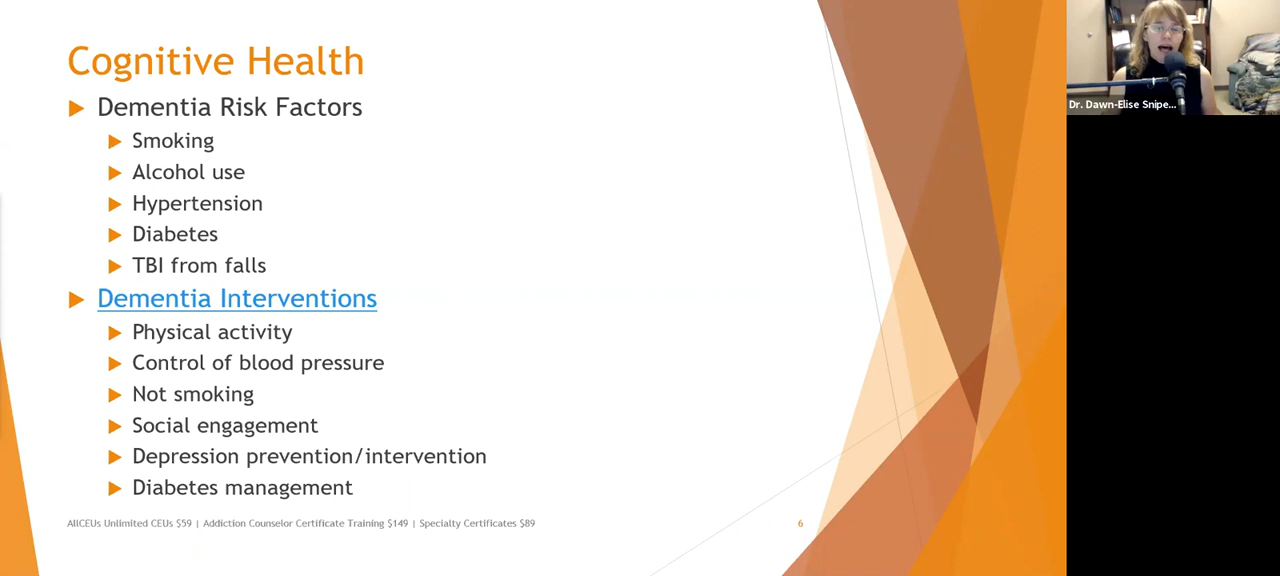 Cognitive Health
Dementia Risk Factors
Smoking
Alcohol use
Hypertension
Diabetes
TBI from falls
Dementia Interventions
Physical activity
Control of blood pressure
Not smoking
Social engagement
Depression prevention/intervention
Diabetes management
AllCEUs Unlimited CEUs $59 | Addiction Counselor Certificate Training $149 | Specialty Certificates $89
6
Dr. Dawn-Elise Snipe...